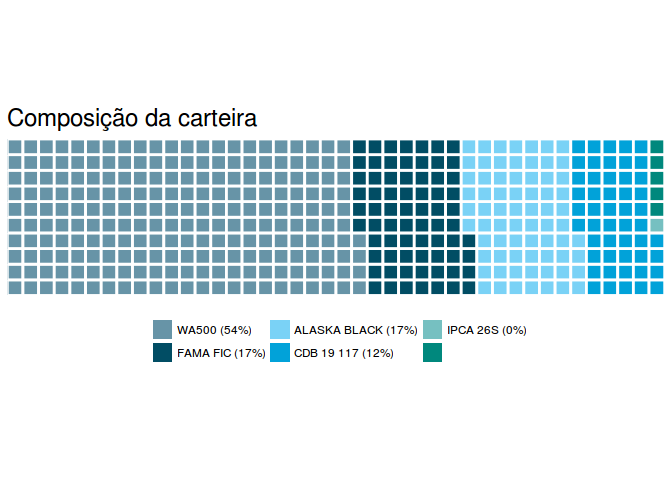 Composição da carteira
WA500 (54%) ALASKA BLACK (17%) IPCA 26S (0%)
FAMA FIC (17%) CDB 19 117 (12%)